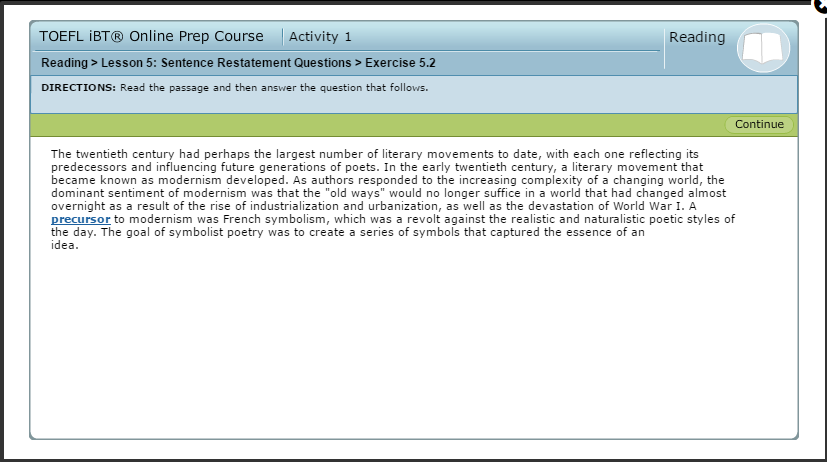 TOEFL iBT® Online Prep Course Activity 1 Reading
Reading > Lesson 5: Sentence Restatement Questions > Exercise 5.2
DIRECTIONS: Read the passage and then answer the question that follows.
Continue
The twentieth century had perhaps the largest number of literary movements to date, with each one reflecting its
predecessors and influencing future generations of poets. In the early twentieth century, a literary movement that
became known as modernism developed. As authors responded to the increasing complexity of a changing world, the
dominant sentiment of modernism was that the "old ways" would no longer suffice in a world that had changed almost
overnight as a result of the rise of industrialization and urbanization, as well as the devastation of World War I. A
precursor to modernism was French symbolism, which was a revolt against the realistic and naturalistic poetic styles of
the day. The goal of symbolist poetry was to create a series of symbols that captured the essence of an
idea.